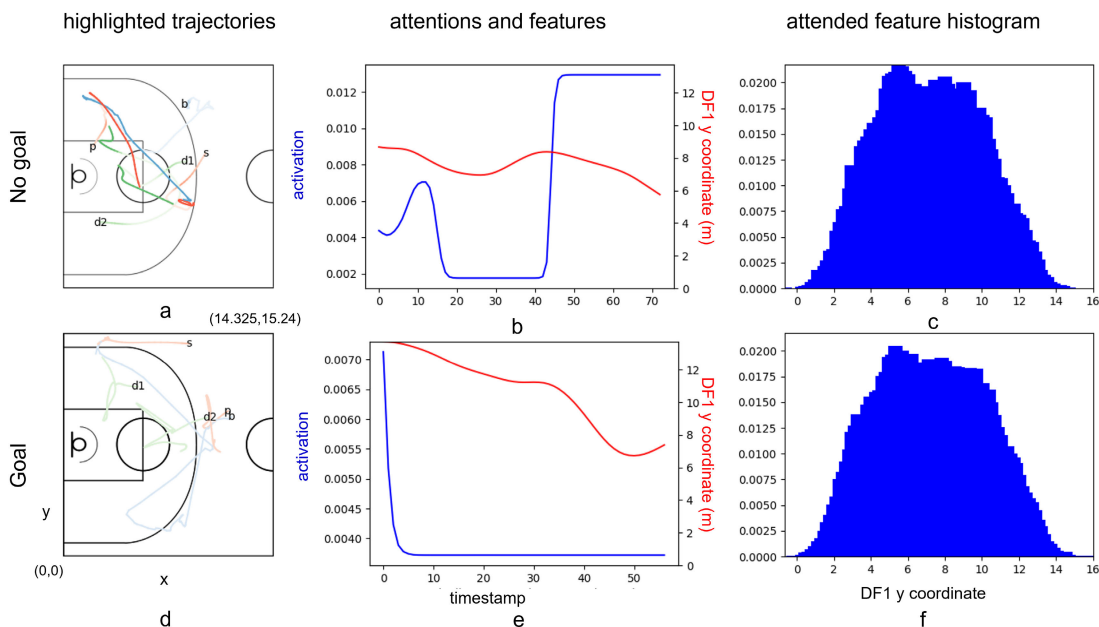 highlighted trajectories
attentions and features
attended feature histogram
No goal
b
p
d1
s
d2
a
activation
0.012
0.010
0.008
0.006
0.004
0.002
0 10 20 30 40 50 60 70
12
10
8
6
4
2
0
DF1 y coordinate (m)
b
0.0200
0.0175
0.0150
0.0125
0.0100
0.0075
0.0050
0.0025
0.0000
0 2 4 6 8 10 12 14 16
c
(14.325,15.24)
Goal
s
d1
d2
p
b
y
(0,0)
x
d
activation
0.0070
0.0065
0.0060
0.0055
0.0050
0.0045
0.0040
0 10 20 30 40 50
timestamp
12
10
8
6
4
2
0
DF1 y coordinate (m)
e
0.0200
0.0175
0.0150
0.0125
0.0100
0.0075
0.0050
0.0025
0.0000
0 2 4 6 8 10 12 14 16
DF1 y coordinate
f